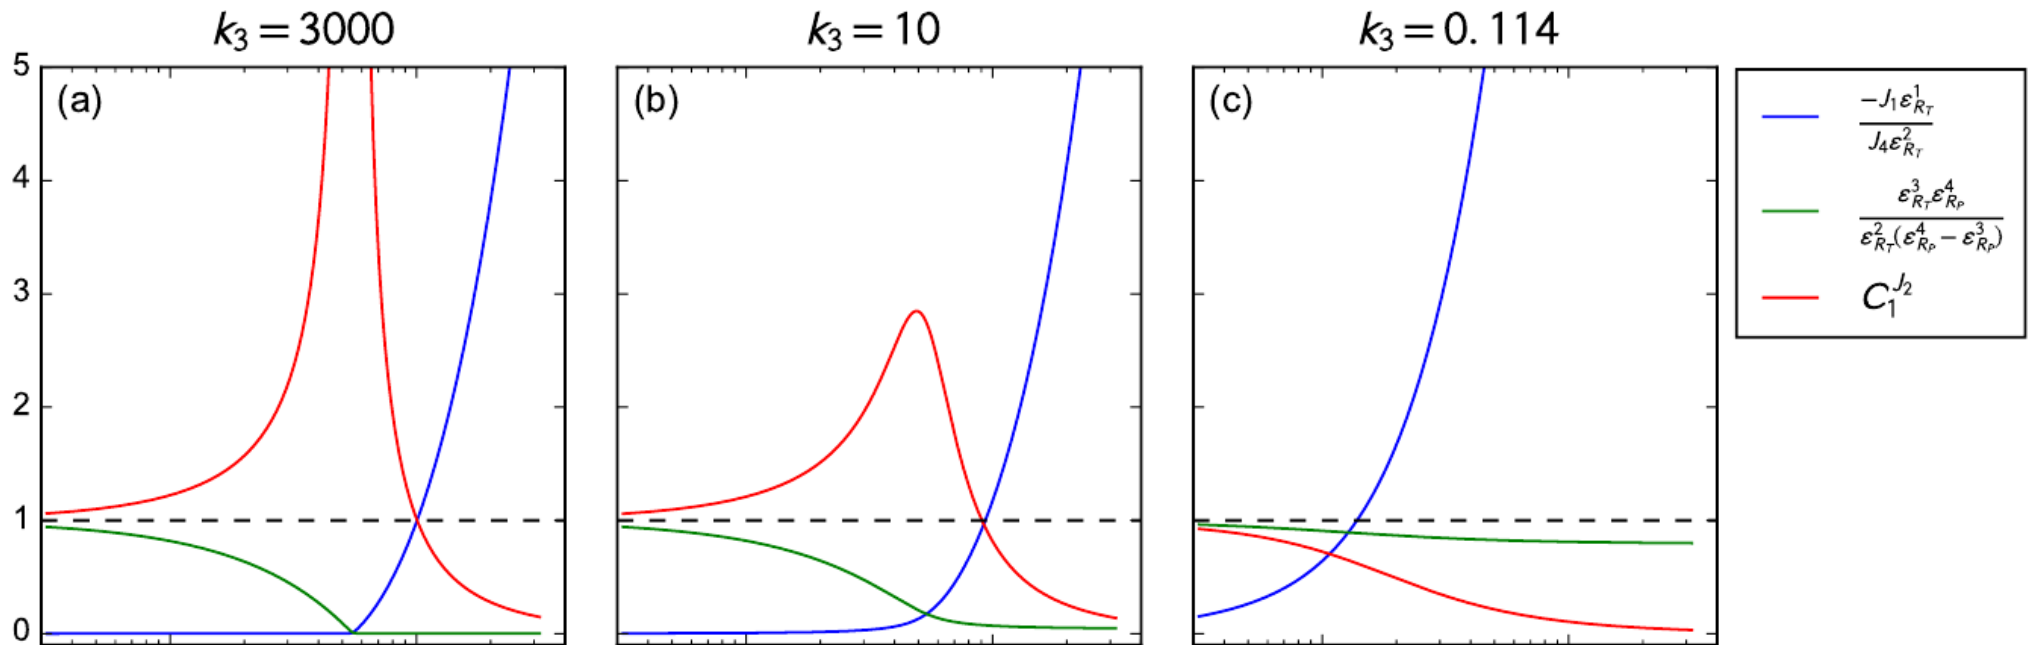 k₃ = 3000
k₃ = 10
k₃ = 0.114
5
4
3
2
1
0
(a)
(b)
(c)
−J₁ε¹_{R_T}
J₄ε²_{R_T}
ε³_{R_T}ε⁴_{R_P}
ε²_{R_T}(ε⁴_{R_P} − ε³_{R_P})
C₁^{J₂}